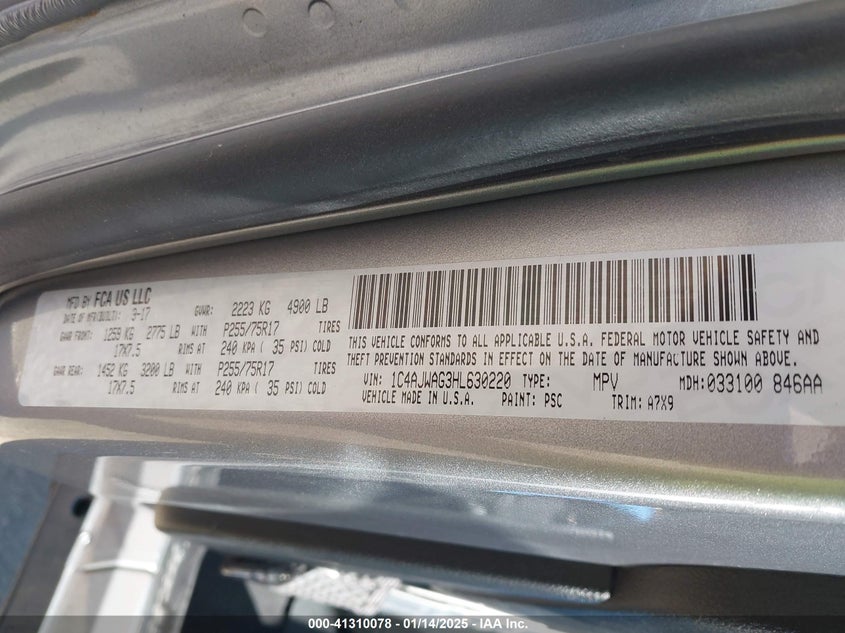 MFD BY FCA US LLC
DATE OF MFR(BUILT): 9-17 GVWR: 2223 KG 4900 LB
GAWR FRONT: 1259 KG 2775 LB WITH P255/75R17 TIRES
17X7.5 RIMS AT 240 KPA ( 35 PSI) COLD
GAWR REAR: 1452 KG 3200 LB WITH P255/75R17 TIRES
17X7.5 RIMS AT 240 KPA ( 35 PSI) COLD
THIS VEHICLE CONFORMS TO ALL APPLICABLE U.S.A. FEDERAL MOTOR VEHICLE SAFETY AND
THEFT PREVENTION STANDARDS IN EFFECT ON THE DATE OF MANUFACTURE SHOWN ABOVE.
VIN: 1C4AJWAG3HL630220 TYPE: MPV MDH:033100 846AA
VEHICLE MADE IN U.S.A. PAINT: PSC TRIM: A7X9
000-41310078 - 01/14/2025 - IAA Inc.